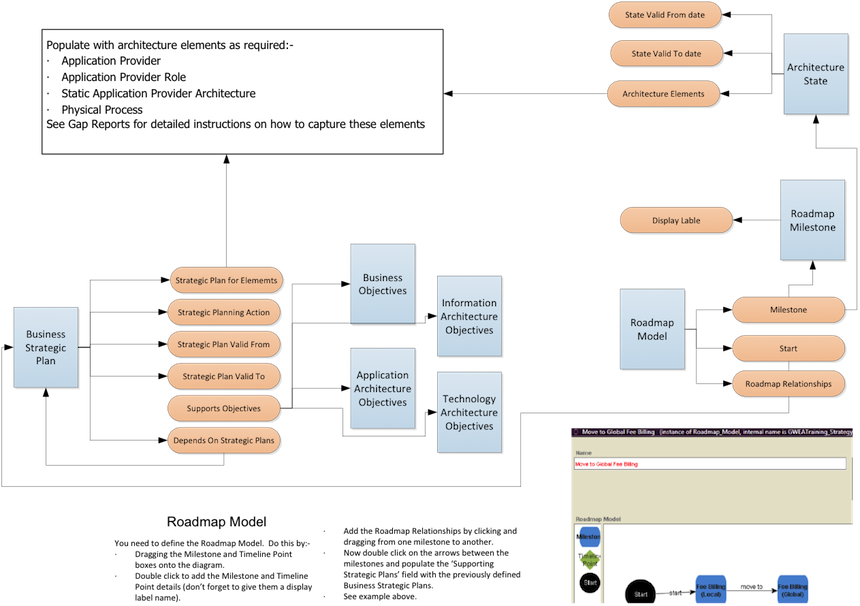 Populate with architecture elements as required:-
· Application Provider
· Application Provider Role
· Static Application Provider Architecture
· Physical Process
See Gap Reports for detailed instructions on how to capture these elements
State Valid From date
State Valid To date
Architecture Elements
Architecture
State
Display Lable
Roadmap
Milestone
Roadmap
Model
Milestone
Start
Roadmap Relationships
Business
Strategic
Plan
Strategic Plan for Elememts
Strategic Planning Action
Strategic Plan Valid From
Strategic Plan Valid To
Supports Objectives
Depends On Strategic Plans
Business
Objectives
Information
Architecture
Objectives
Application
Architecture
Objectives
Technology
Architecture
Objectives
Roadmap Model
You need to define the Roadmap Model. Do this by:-
· Dragging the Milestone and Timeline Point
boxes onto the diagram.
· Double click to add the Milestone and Timeline
Point details (don't forget to give them a display
label name).
· Add the Roadmap Relationships by clicking and
dragging from one milestone to another.
· Now double click on the arrows between the
milestones and populate the 'Supporting
Strategic Plans' field with the previously defined
Business Strategic Plans.
· See example above.
Move to Global Fee Billing (instance of Roadmap_Model, internal name is GWLATraining_Strategy
Name
Move to Global Fee Billing
Roadmap Model
Mileston
Timeline
Point
Start
Start
start
Fee Billing
(Local)
move to
Fee Billing
(Global)